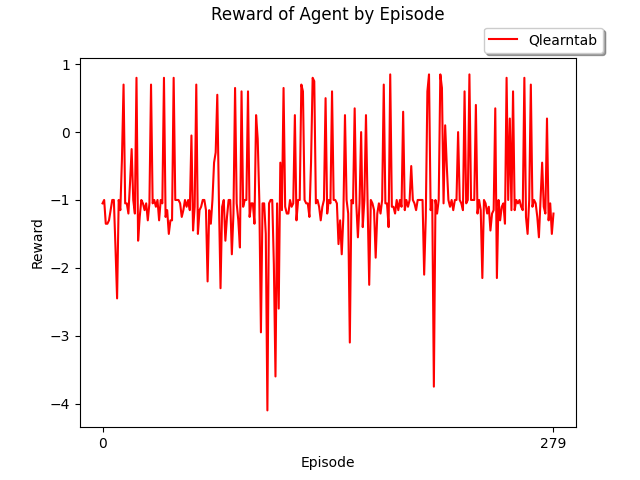 Reward of Agent by Episode
Qlearntab
1
0
−1
−2
−3
−4
Reward
0
279
Episode